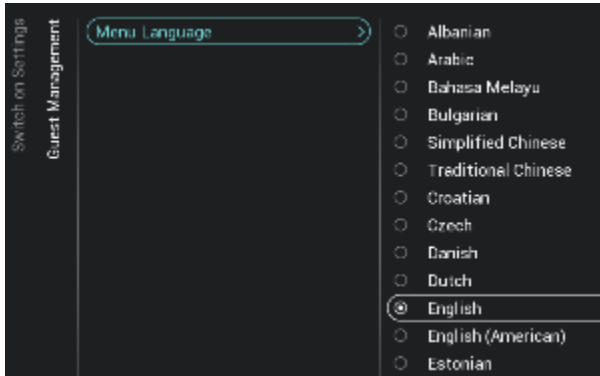 Switch on Settings
Guest Management
Menu Language
Albanian
Arabic
Bahasa Melayu
Bulgarian
Simplified Chinese
Traditional Chinese
Croatian
Czech
Danish
Dutch
English
English (American)
Estonian